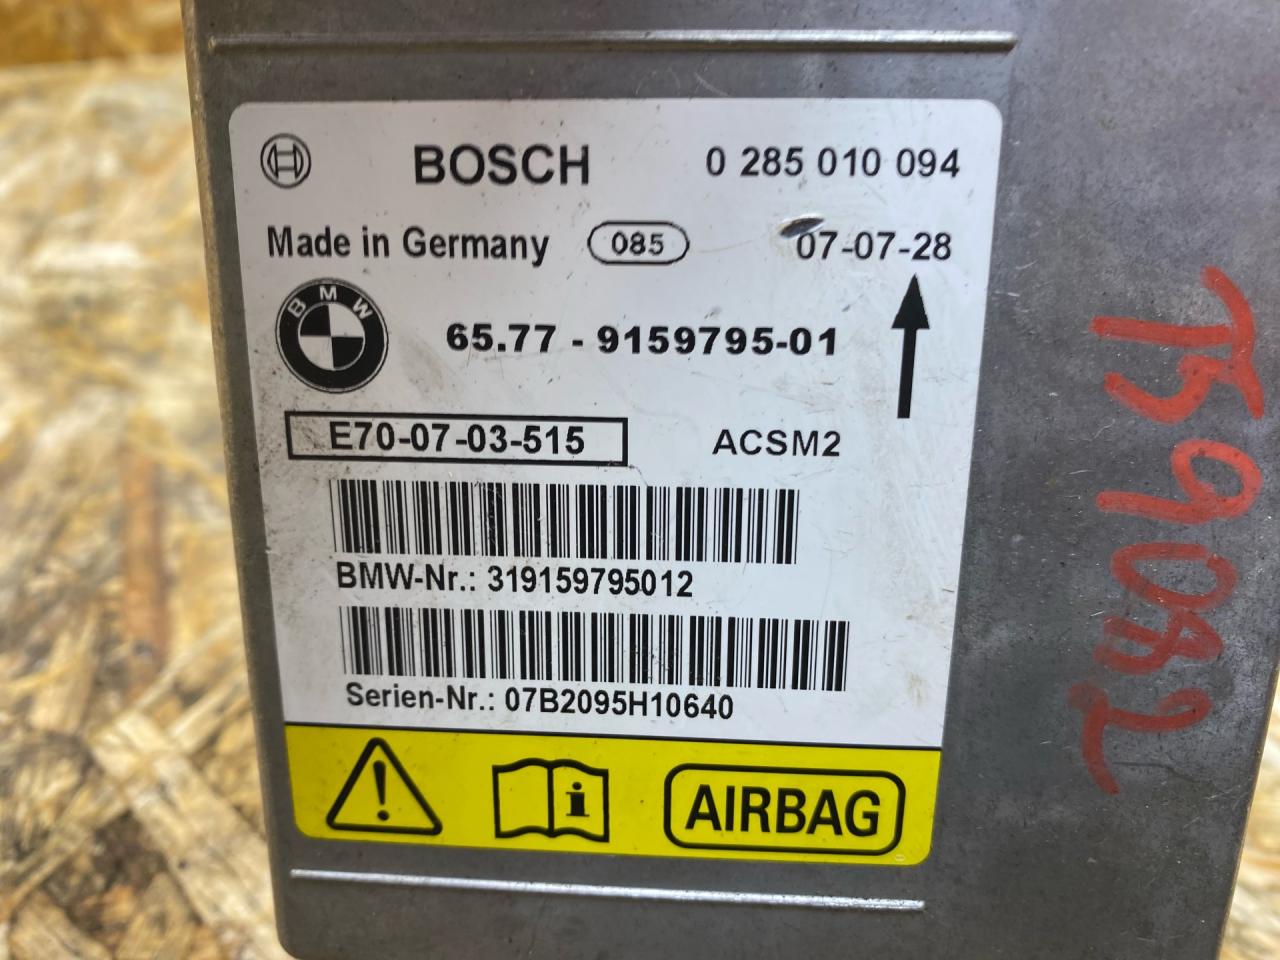 BOSCH 0 285 010 094
Made in Germany 085 07-07-28
BMW
65.77 - 9159795-01
E70-07-03-515 ACSM2
BMW-Nr.: 319159795012
Serien-Nr.: 07B2095H10640
i
AIRBAG